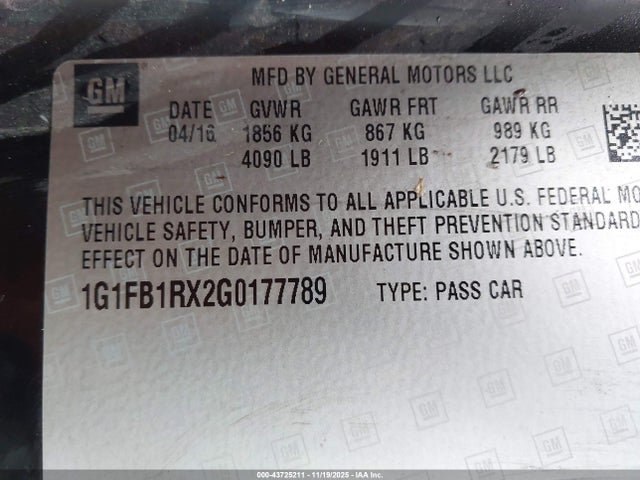 GM
MFD BY GENERAL MOTORS LLC
DATE GVWR GAWR FRT GAWR RR
04/16 1856 KG 867 KG 989 KG
4090 LB 1911 LB 2179 LB
THIS VEHICLE CONFORMS TO ALL APPLICABLE U.S. FEDERAL MO
VEHICLE SAFETY, BUMPER, AND THEFT PREVENTION STANDARD
EFFECT ON THE DATE OF MANUFACTURE SHOWN ABOVE.
1G1FB1RX2G0177789 TYPE: PASS CAR
000-43725211 - 11/19/2025 - IAA Inc.